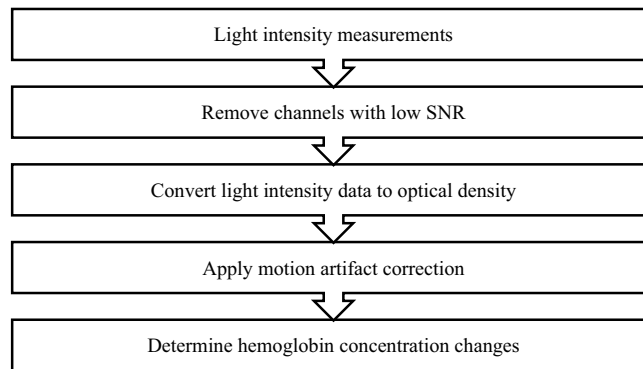 Light intensity measurements
Remove channels with low SNR
Convert light intensity data to optical density
Apply motion artifact correction
Determine hemoglobin concentration changes